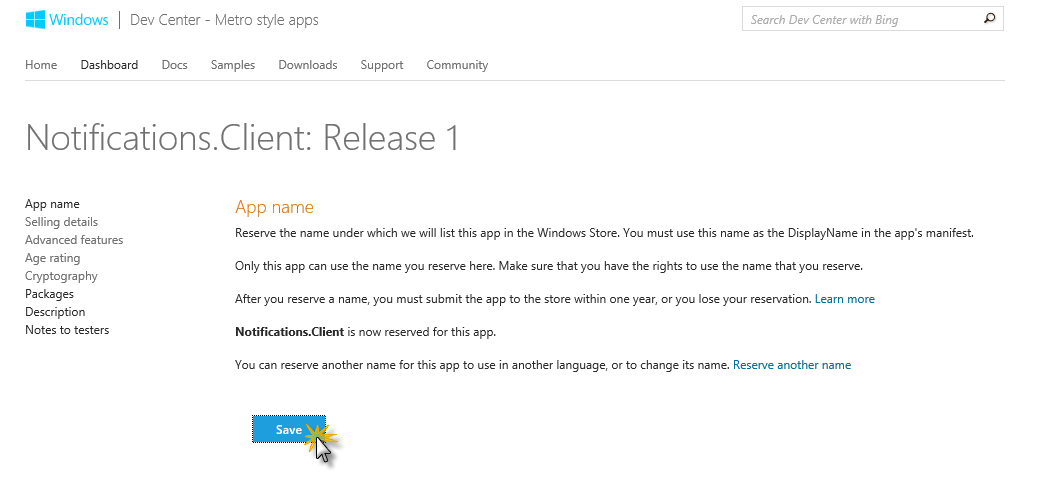 Windows | Dev Center - Metro style apps
Search Dev Center with Bing
Home Dashboard Docs Samples Downloads Support Community
Notifications.Client: Release 1
App name
Selling details
Advanced features
Age rating
Cryptography
Packages
Description
Notes to testers
App name
Reserve the name under which we will list this app in the Windows Store. You must use this name as the DisplayName in the app's manifest.
Only this app can use the name you reserve here. Make sure that you have the rights to use the name that you reserve.
After you reserve a name, you must submit the app to the store within one year, or you lose your reservation. Learn more
Notifications.Client is now reserved for this app.
You can reserve another name for this app to use in another language, or to change its name. Reserve another name
Save